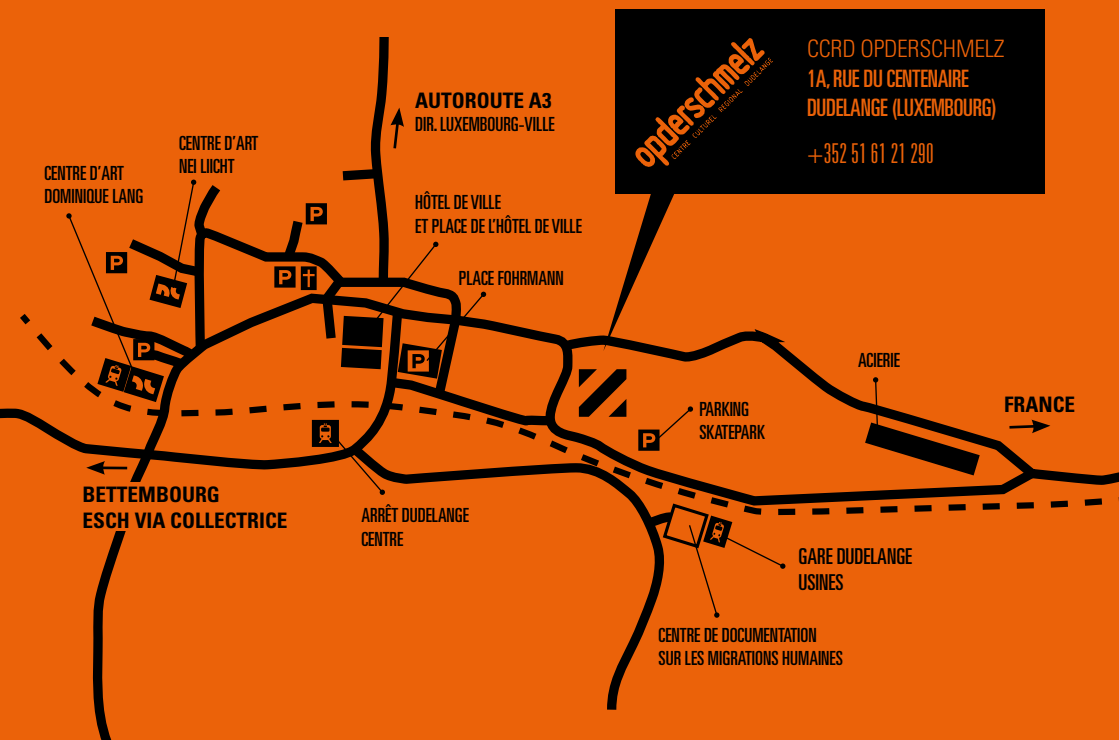 opderschmelz
CENTRE CULTUREL REGIONAL DUDELANGE
CCRD OPDERSCHMELZ
1A, RUE DU CENTENAIRE
DUDELANGE (LUXEMBOURG)
+352 51 61 21 290
AUTOROUTE A3
DIR. LUXEMBOURG-VILLE
CENTRE D'ART
NEI LIICHT
CENTRE D'ART
DOMINIQUE LANG
HÔTEL DE VILLE
ET PLACE DE L'HÔTEL DE VILLE
P
P
P
PLACE FOHRMANN
P
P
ACIERIE
FRANCE
PARKING
SKATEPARK
P
BETTEMBOURG
ESCH VIA COLLECTRICE
ARRÊT DUDELANGE
CENTRE
GARE DUDELANGE
USINES
CENTRE DE DOCUMENTATION
SUR LES MIGRATIONS HUMAINES